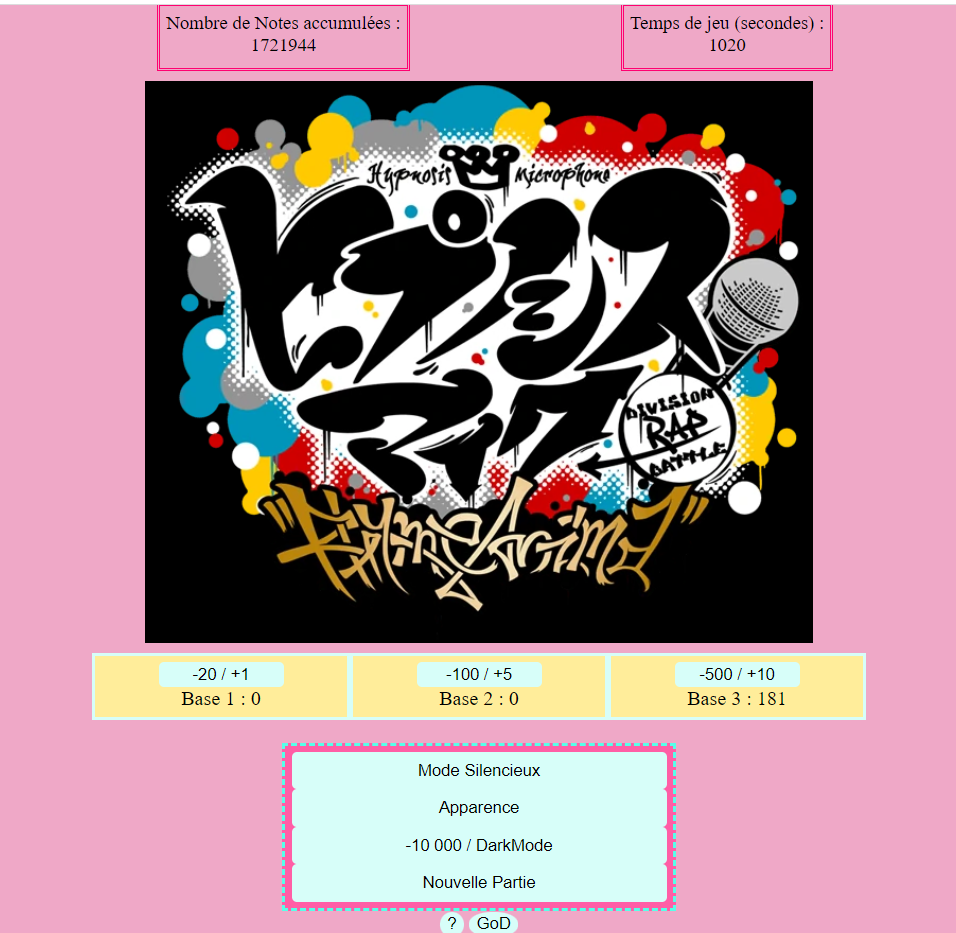 Nombre de Notes accumulées :
1721944
Temps de jeu (secondes) :
1020
Hypnosis Microphone
ヒプノシス
マイク
DIVISION
RAP
BATTLE
"Rhyme Anima"
-20 / +1
Base 1 : 0
-100 / +5
Base 2 : 0
-500 / +10
Base 3 : 181
Mode Silencieux
Apparence
-10 000 / DarkMode
Nouvelle Partie
?
GoD